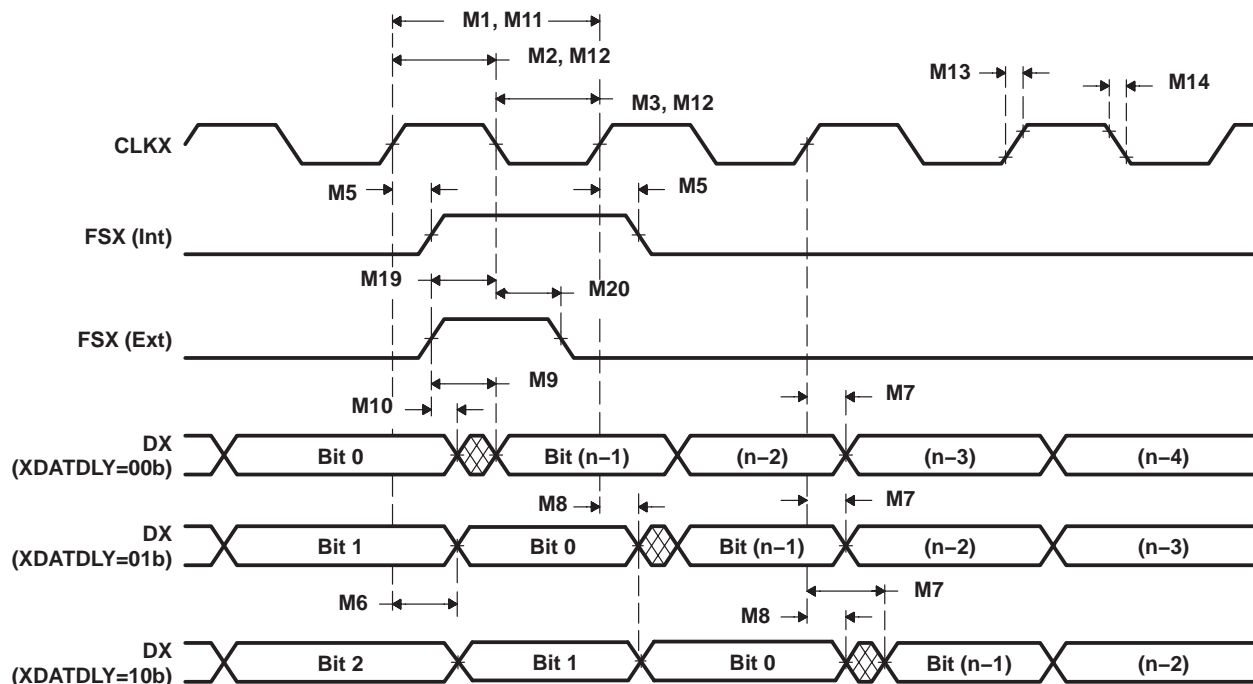 M1, M11
M2, M12
M13
M14
M3, M12
CLKX
M5
M5
FSX (Int)
M19
M20
FSX (Ext)
M9
M7
M10
DX
(XDATDLY=00b)
Bit 0
Bit (n−1)
(n−2)
(n−3)
(n−4)
M8
M7
DX
(XDATDLY=01b)
Bit 1
Bit 0
Bit (n−1)
(n−2)
(n−3)
M6
M7
M8
DX
(XDATDLY=10b)
Bit 2
Bit 1
Bit 0
Bit (n−1)
(n−2)